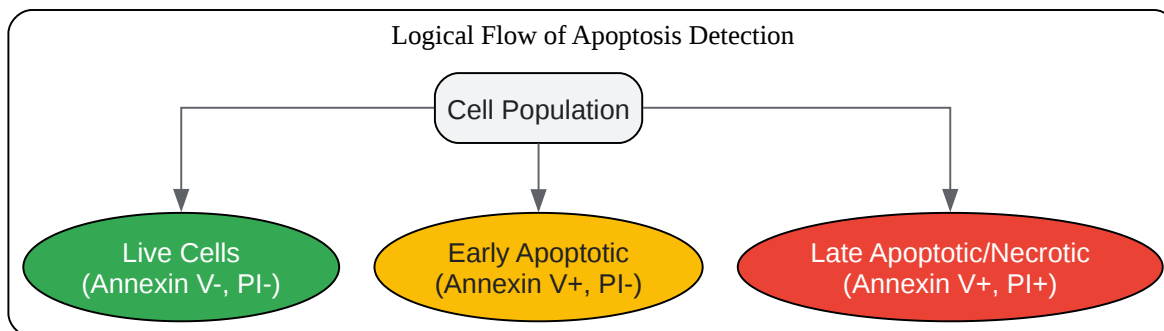 Logical Flow of Apoptosis Detection
Cell Population
Live Cells
(Annexin V-, PI-)
Early Apoptotic
(Annexin V+, PI-)
Late Apoptotic/Necrotic
(Annexin V+, PI+)